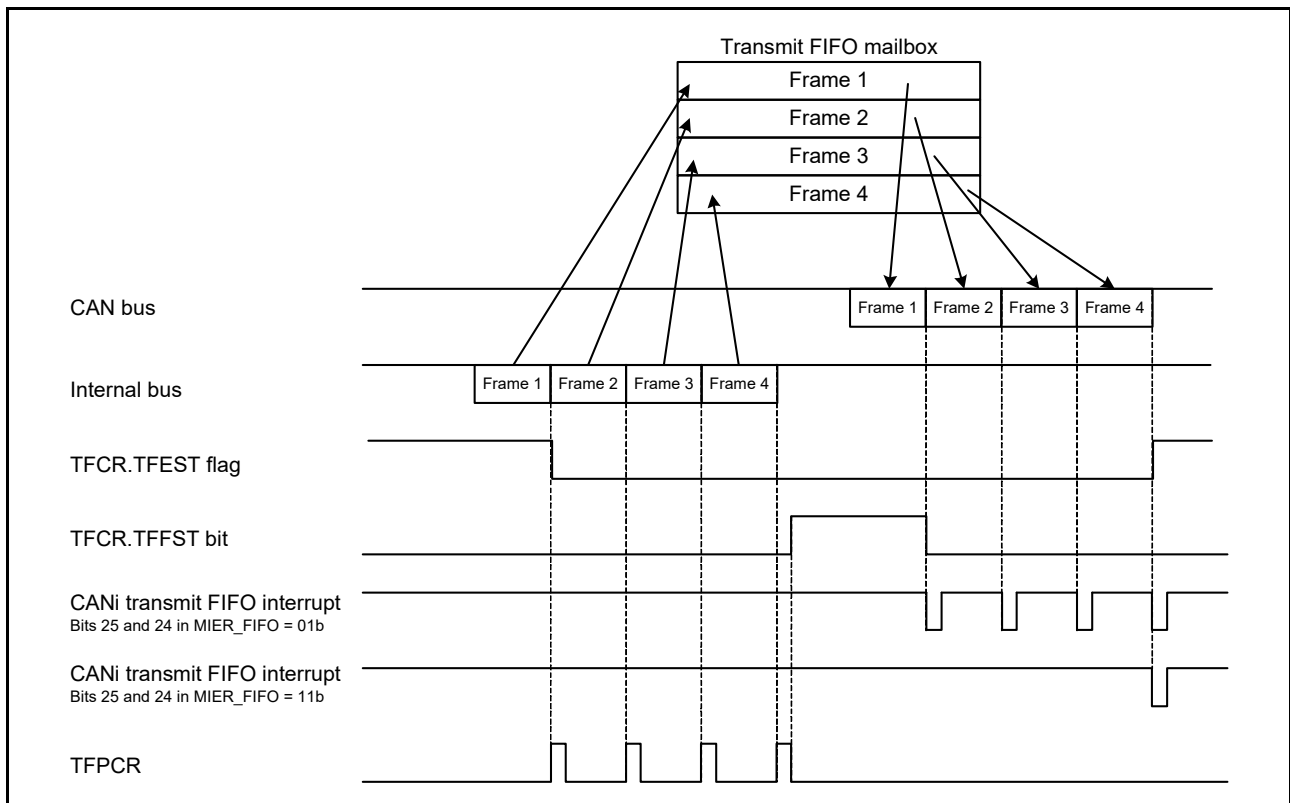 Transmit FIFO mailbox
Frame 1
Frame 2
Frame 3
Frame 4
CAN bus
Frame 1 Frame 2 Frame 3 Frame 4
Internal bus
Frame 1 Frame 2 Frame 3 Frame 4
TFCR.TFEST flag
TFCR.TFFST bit
CANi transmit FIFO interrupt
Bits 25 and 24 in MIER_FIFO = 01b
CANi transmit FIFO interrupt
Bits 25 and 24 in MIER_FIFO = 11b
TFPCR